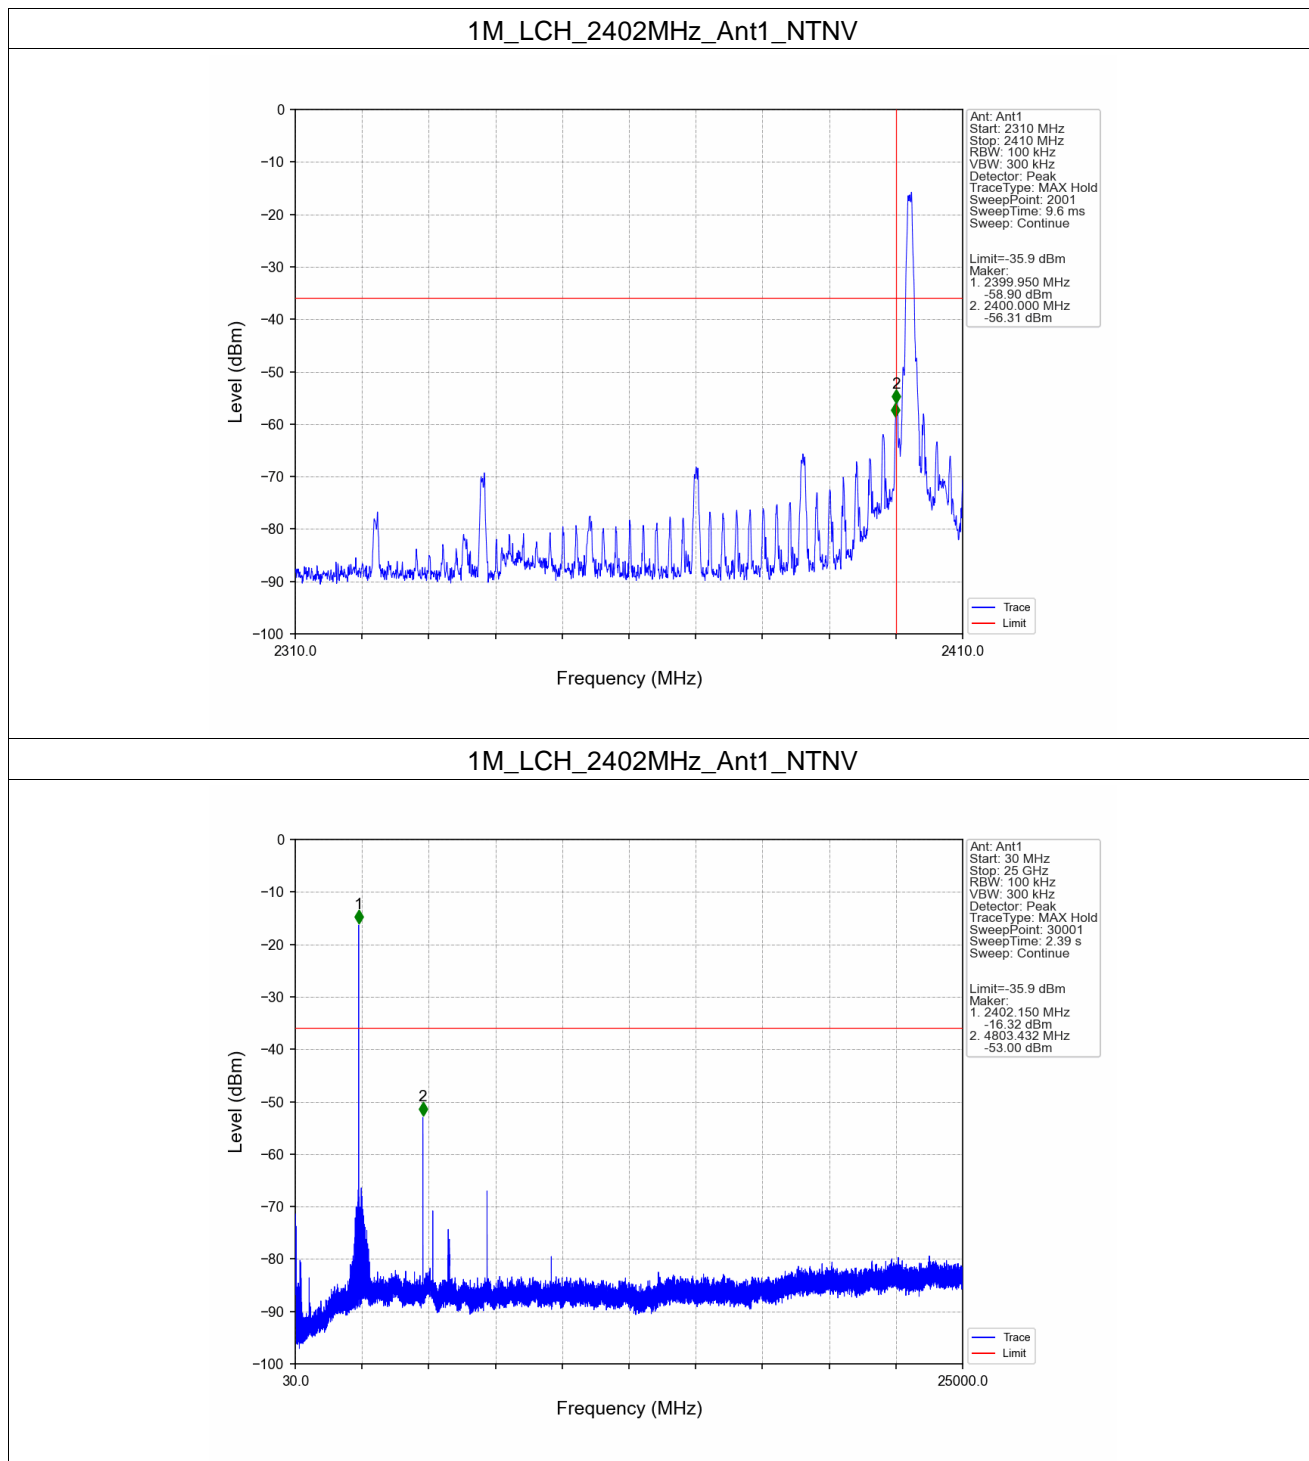 1M_LCH_2402MHz_Ant1_NTNV
0
−10
−20
−30
−40
−50
−60
−70
−80
−90
−100
Level (dBm)
2310.0
2410.0
Frequency (MHz)
2
Ant: Ant1
Start: 2310 MHz
Stop: 2410 MHz
RBW: 100 kHz
VBW: 300 kHz
Detector: Peak
TraceType: MAX Hold
SweepPoint: 2001
SweepTime: 9.6 ms
Sweep: Continue
Limit=-35.9 dBm
Maker:
1. 2399.950 MHz
-58.90 dBm
2. 2400.000 MHz
-56.31 dBm
Trace
Limit
1M_LCH_2402MHz_Ant1_NTNV
0
−10
−20
−30
−40
−50
−60
−70
−80
−90
−100
Level (dBm)
30.0
25000.0
Frequency (MHz)
1
2
Ant: Ant1
Start: 30 MHz
Stop: 25 GHz
RBW: 100 kHz
VBW: 300 kHz
Detector: Peak
TraceType: MAX Hold
SweepPoint: 30001
SweepTime: 2.39 s
Sweep: Continue
Limit=-35.9 dBm
Maker:
1. 2402.150 MHz
-16.32 dBm
2. 4803.432 MHz
-53.00 dBm
Trace
Limit